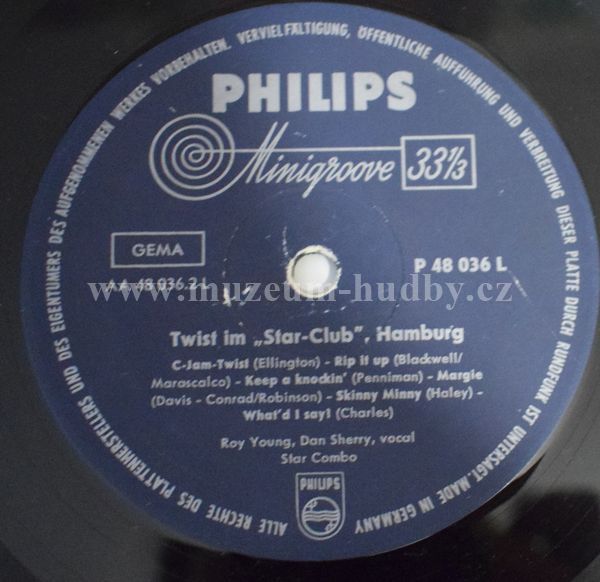 ALLE RECHTE DES PLATTENHERSTELLERS UND DES EIGENTUMERS DES AUFGENOMMENEN WERKES VORBEHALTEN. VERVIELFÄLTIGUNG, ÖFFENTLICHE AUFFÜHRUNG UND VERBREITUNG DIESER PLATTE DURCH RUNDFUNK IST UNTERSAGT. MADE IN GERMANY
PHILIPS
Minigroove 33⅓
GEMA
P 48 036 L
AA 48 036.2 L
www.muzeum-hudby.cz
Twist im „Star-Club”, Hamburg
C-Jam-Twist (Ellington) - Rip it up (Blackwell/
Marascalco) - Keep a knockin' (Penniman) - Margie
(Davis - Conrad/Robinson) - Skinny Minny (Haley) -
What'd I say? (Charles)
Roy Young, Dan Sherry, vocal
Star Combo
PHILIPS